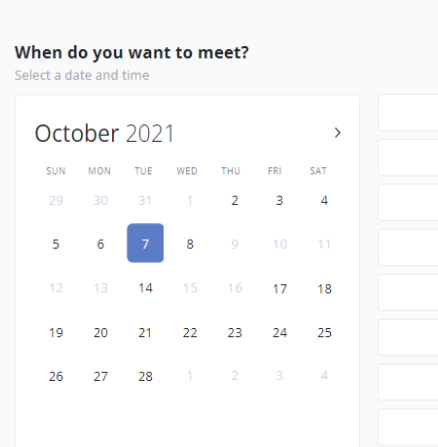 When do you want to meet?
Select a date and time
October 2021 >
SUN MON TUE WED THU FRI SAT
29 30 31 1 2 3 4
5 6 7 8 9 10 11
12 13 14 15 16 17 18
19 20 21 22 23 24 25
26 27 28 1 2 3 4